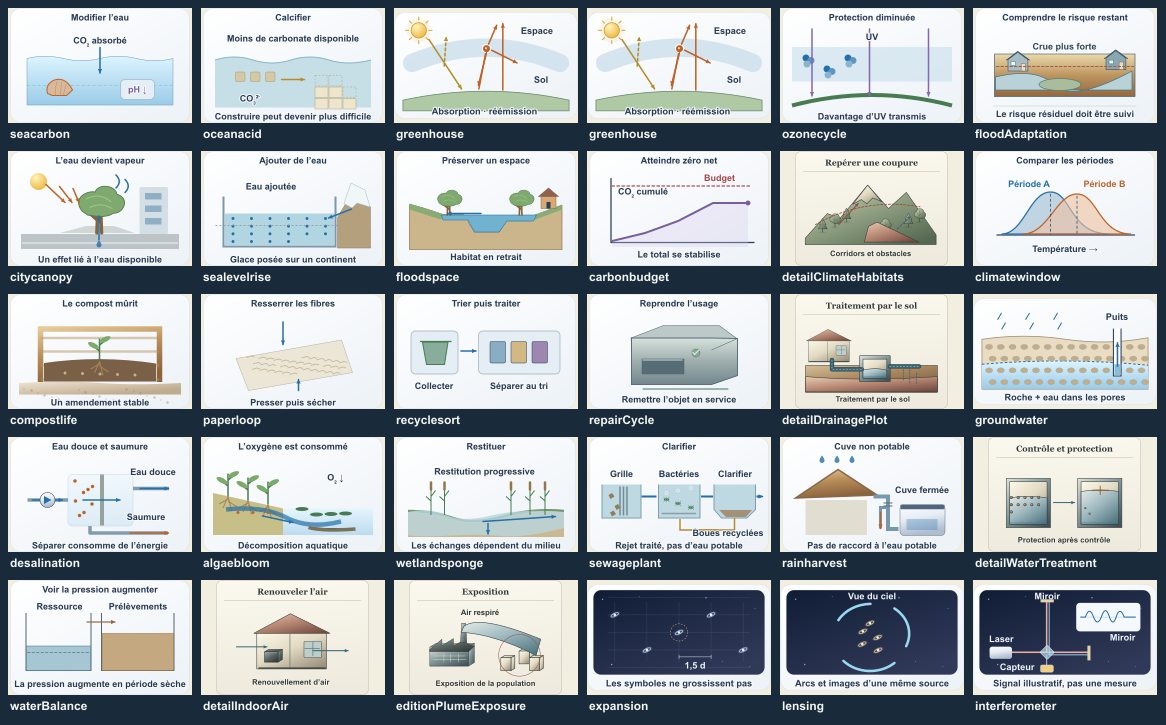 Modifier l'eau
CO2 absorbé
pH ↓
seacarbon
Calcifier
Moins de carbonate disponible
CO3²⁻
Construire peut devenir plus difficile
oceanacid
Espace
Sol
Absorption · réémission
greenhouse
Espace
Sol
Absorption · réémission
greenhouse
Protection diminuée
UV
Davantage d'UV transmis
ozonecycle
Comprendre le risque restant
Crue plus forte
Le risque résiduel doit être suivi
floodAdaptation
L'eau devient vapeur
Un effet lié à l'eau disponible
citycanopy
Ajouter de l'eau
Eau ajoutée
Glace posée sur un continent
sealevelrise
Préserver un espace
Habitat en retrait
floodspace
Atteindre zéro net
Budget
CO2 cumulé
Le total se stabilise
carbonbudget
Repérer une coupure
Corridors et obstacles
detailClimateHabitats
Comparer les périodes
Période A
Période B
Température →
climatewindow
Le compost mûrit
Un amendement stable
compostlife
Resserrer les fibres
Presser puis sécher
paperloop
Trier puis traiter
Collecter
Séparer au tri
recyclesort
Reprendre l'usage
Remettre l'objet en service
repairCycle
Traitement par le sol
Traitement par le sol
detailDrainagePlot
Puits
Roche + eau dans les pores
groundwater
Eau douce et saumure
Eau douce
Saumure
Séparer consomme de l'énergie
desalination
L'oxygène est consommé
O2 ↓
Décomposition aquatique
algaebloom
Restituer
Restitution progressive
Les échanges dépendent du milieu
wetlandsponge
Clarifier
Grille
Bactéries
Clarifier
Boues recyclées
Rejet traité, pas d'eau potable
sewageplant
Cuve non potable
Cuve fermée
Pas de raccord à l'eau potable
rainharvest
Contrôle et protection
Protection après contrôle
detailWaterTreatment
Voir la pression augmenter
Ressource
Prélèvements
La pression augmente en période sèche
waterBalance
Renouveler l'air
Renouvellement d'air
detailIndoorAir
Exposition
Air respiré
Exposition de la population
editionPlumeExposure
1,5 d
Les symboles ne grossissent pas
expansion
Vue du ciel
Arcs et images d'une même source
lensing
Miroir
Laser
Miroir
Capteur
Signal illustratif, pas une mesure
interferometer